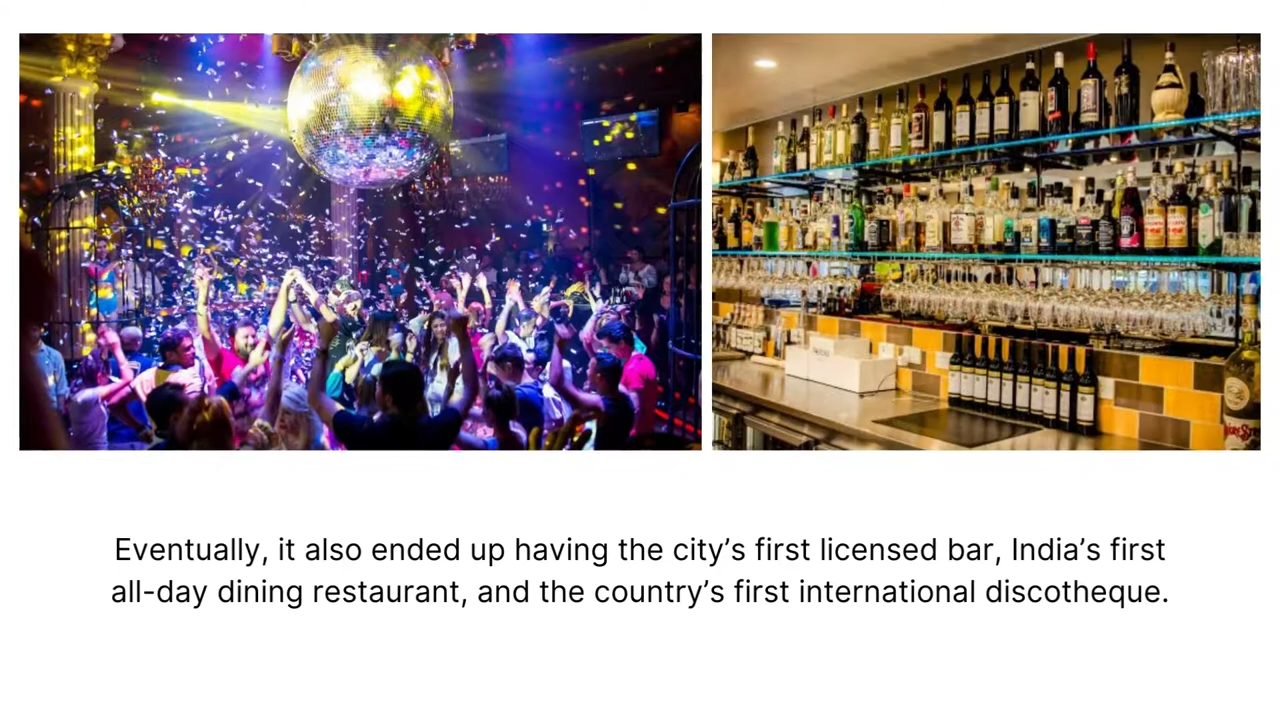 Eventually, it also ended up having the city’s first licensed bar, India’s first
all-day dining restaurant, and the country’s first international discotheque.